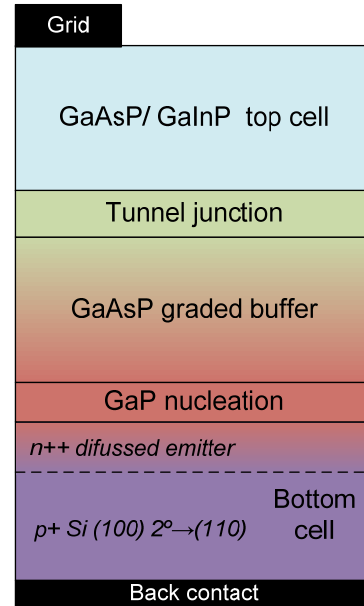 Grid
GaAsP/ GaInP top cell
Tunnel junction
GaAsP graded buffer
GaP nucleation
n++ difussed emitter
Bottom
cell
p+ Si (100) 2º→(110)
Back contact